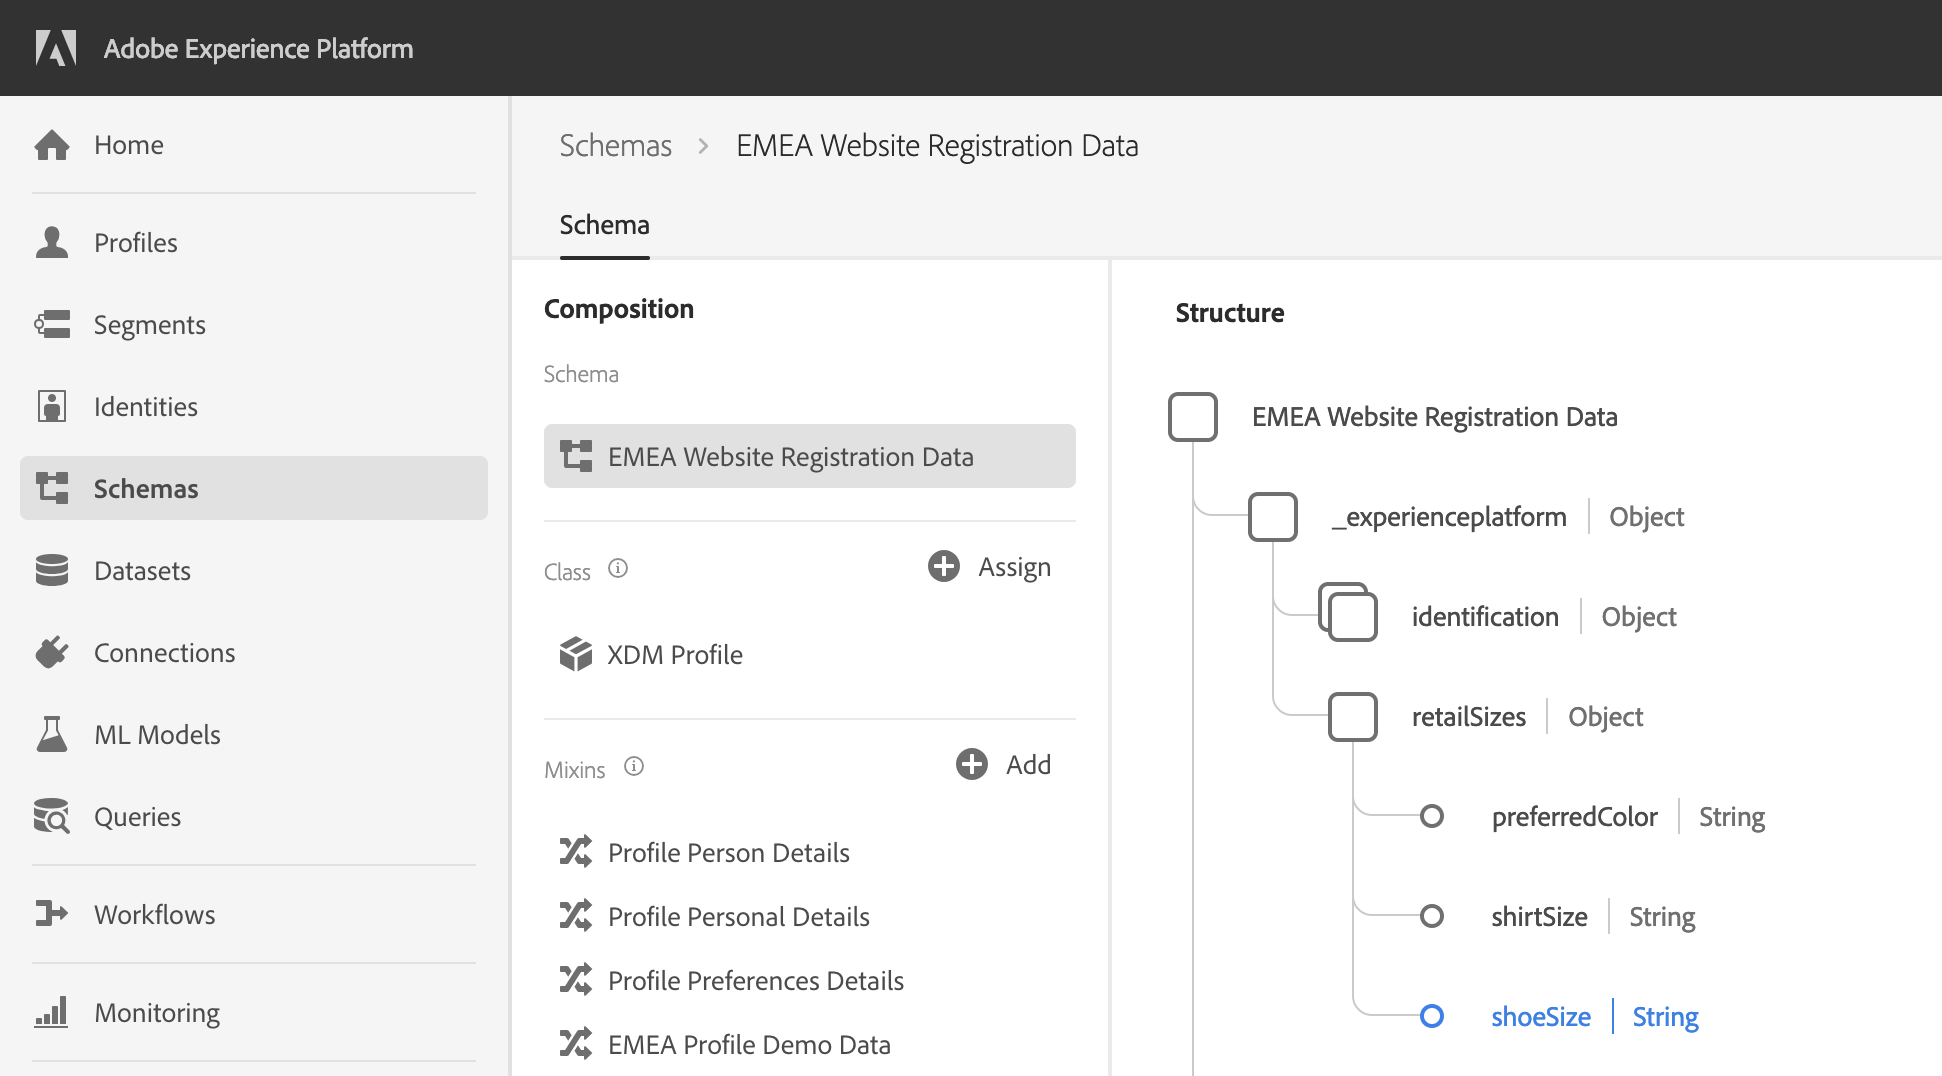 Adobe Experience Platform
Home
Profiles
Segments
Identities
Schemas
Datasets
Connections
ML Models
Queries
Workflows
Monitoring
Schemas > EMEA Website Registration Data
Schema
Composition
Schema
EMEA Website Registration Data
Class
Assign
XDM Profile
Mixins
Add
Profile Person Details
Profile Personal Details
Profile Preferences Details
EMEA Profile Demo Data
Structure
EMEA Website Registration Data
_experienceplatform | Object
identification | Object
retailSizes | Object
preferredColor | String
shirtSize | String
shoeSize | String